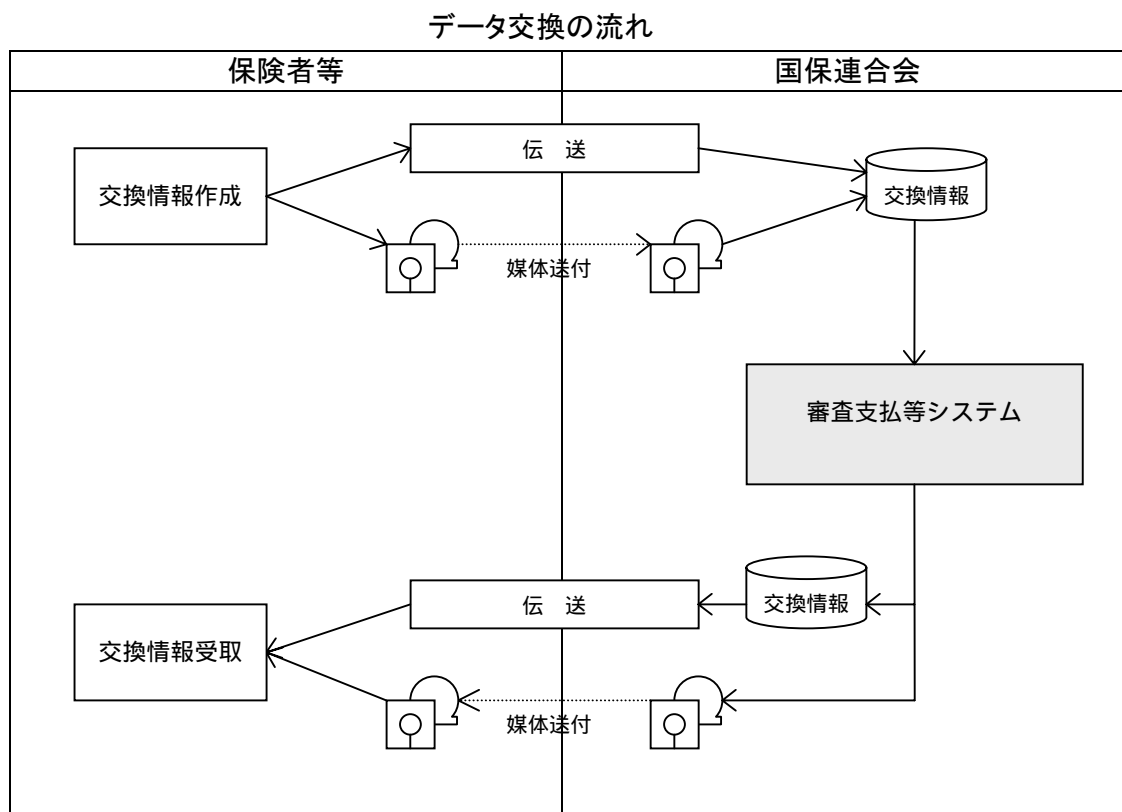 データ交換の流れ
保険者等
国保連合会
伝　送
交換情報作成
交換情報
媒体送付
審査支払等システム
伝　送
交換情報
交換情報受取
媒体送付